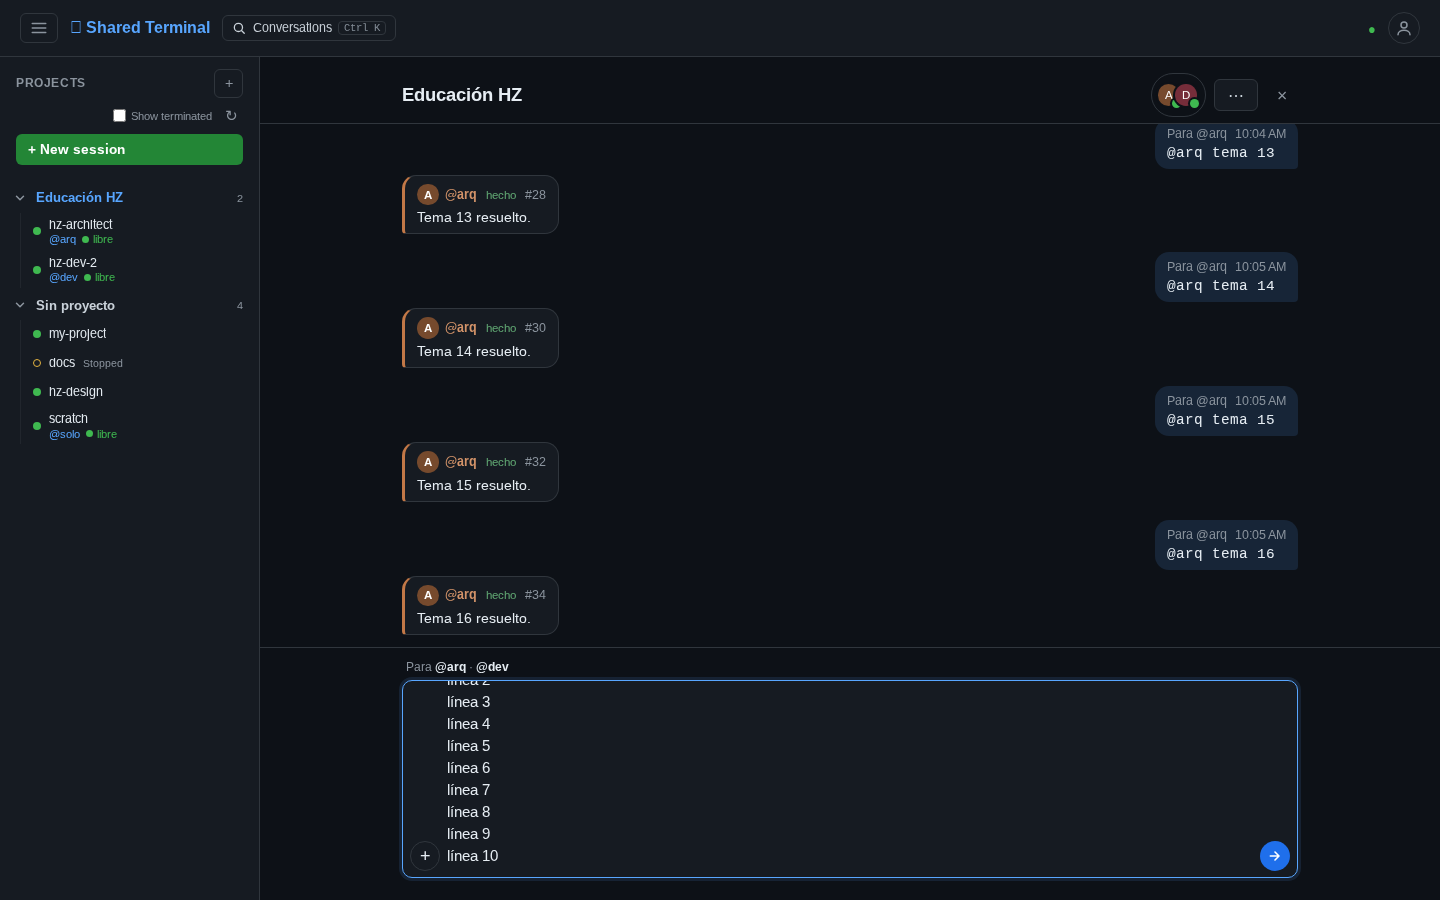 Shared Terminal
Conversations Ctrl K
PROJECTS
+
Show terminated ↻
+ New session
Educación HZ 2
hz-architect
@arq libre
hz-dev-2
@dev libre
Sin proyecto 4
my-project
docs Stopped
hz-design
scratch
@solo libre
Educación HZ
A D ⋯ ×
Para @arq 10:04 AM
@arq tema 13
A @arq hecho #28
Tema 13 resuelto.
Para @arq 10:05 AM
@arq tema 14
A @arq hecho #30
Tema 14 resuelto.
Para @arq 10:05 AM
@arq tema 15
A @arq hecho #32
Tema 15 resuelto.
Para @arq 10:05 AM
@arq tema 16
A @arq hecho #34
Tema 16 resuelto.
Para @arq · @dev
línea 2
línea 3
línea 4
línea 5
línea 6
línea 7
línea 8
línea 9
+ línea 10